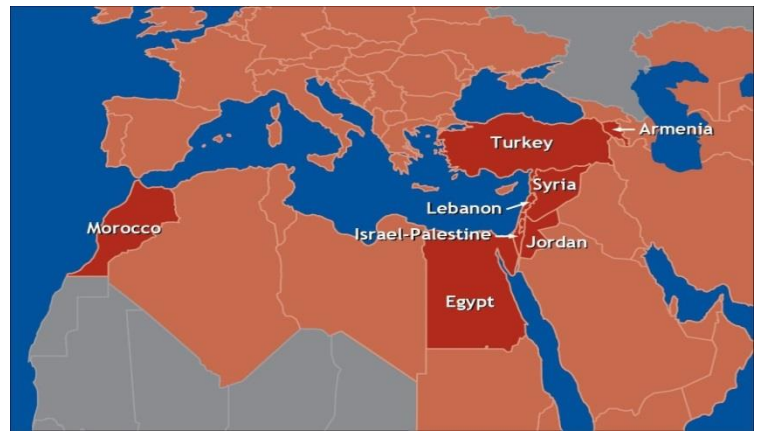 Turkey
Armenia
Syria
Lebanon
Morocco
Israel-Palestine
Jordan
Egypt